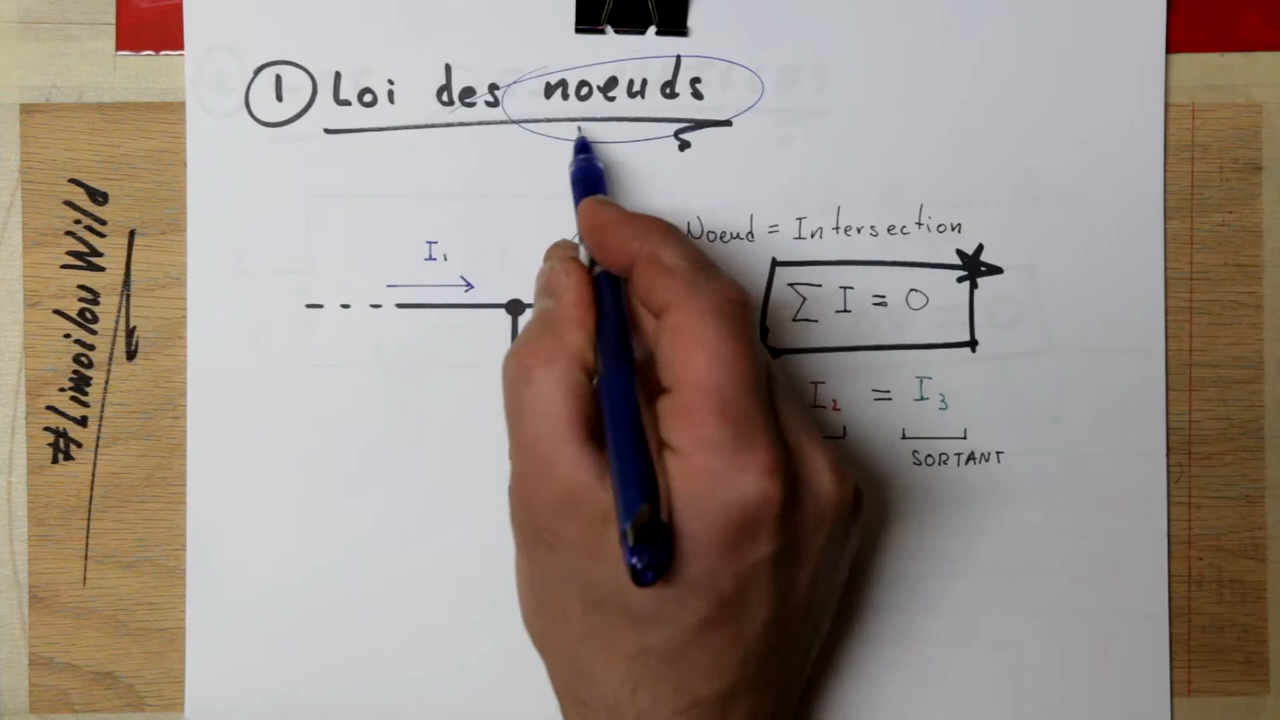 1 Loi des noeuds
I₁
Noeud = Intersection
∑ I = 0
I₂ = I₃
SORTANT
#Limoilou Wild